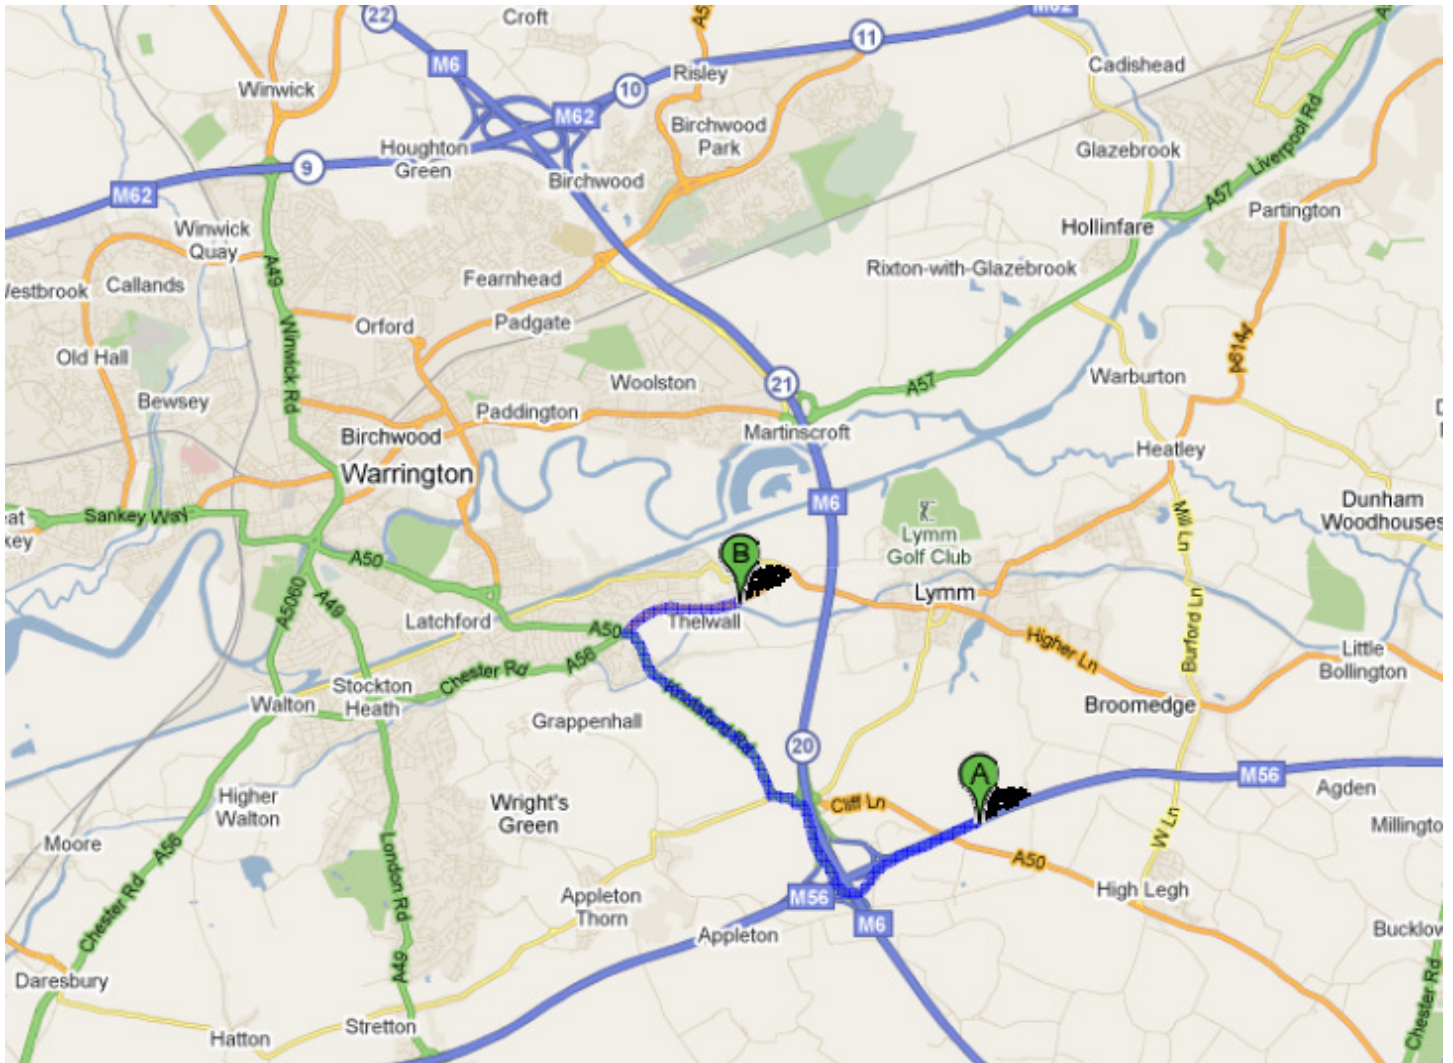 22
Croft
M62
11
M6
Risley
10
Cadishead
Winwick
M62
Birchwood
Park
Liverpool Rd
Houghton
Green
Glazebrook
9
M62
Birchwood
A57
Partington
Winwick
Quay
Hollinfare
A49
Rixton-with-Glazebrook
Callands
Fearnhead
Padgate
Orford
Winwick Rd
Old Hall
A6144
21
Woolston
A57
Warburton
Bewsey
Paddington
Birchwood
Martinscroft
Heatley
Warrington
M6
Dunham
Woodhouses
Sankey Way
Mill Ln
Lymm
Golf Club
B
A50
A5060
A49
Lymm
Latchford
Thelwall
A50
Higher Ln
Burford Ln
Little
Bollington
A56
Chester Rd
Stockton
Heath
Walton
Broomedge
Grappenhall
Knutsford Rd
20
A
M56
Agden
Higher
Walton
Wright's
Green
Cliff Ln
W Ln
Moore
A56
London Rd
A50
High Legh
Appleton
Thorn
M56
M6
Chester Rd
Appleton
A49
Daresbury
Chester Rd
Hatton
Stretton